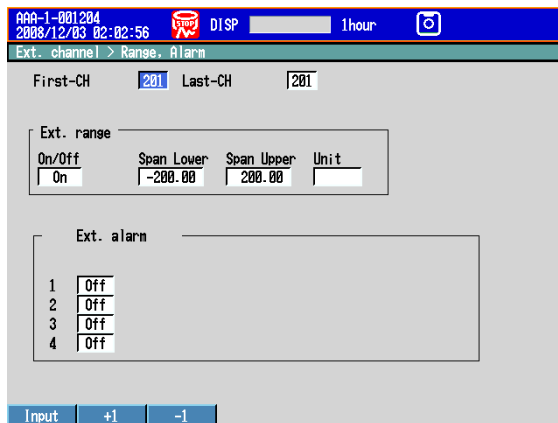 AAA-1-001204
2008/12/03 02:02:56 STOP DISP 1hour
Ext. channel > Range, Alarm
First-CH 201 Last-CH 201
Ext. range
On/Off Span Lower Span Upper Unit
On -200.00 200.00
Ext. alarm
1 Off
2 Off
3 Off
4 Off
Input +1 -1